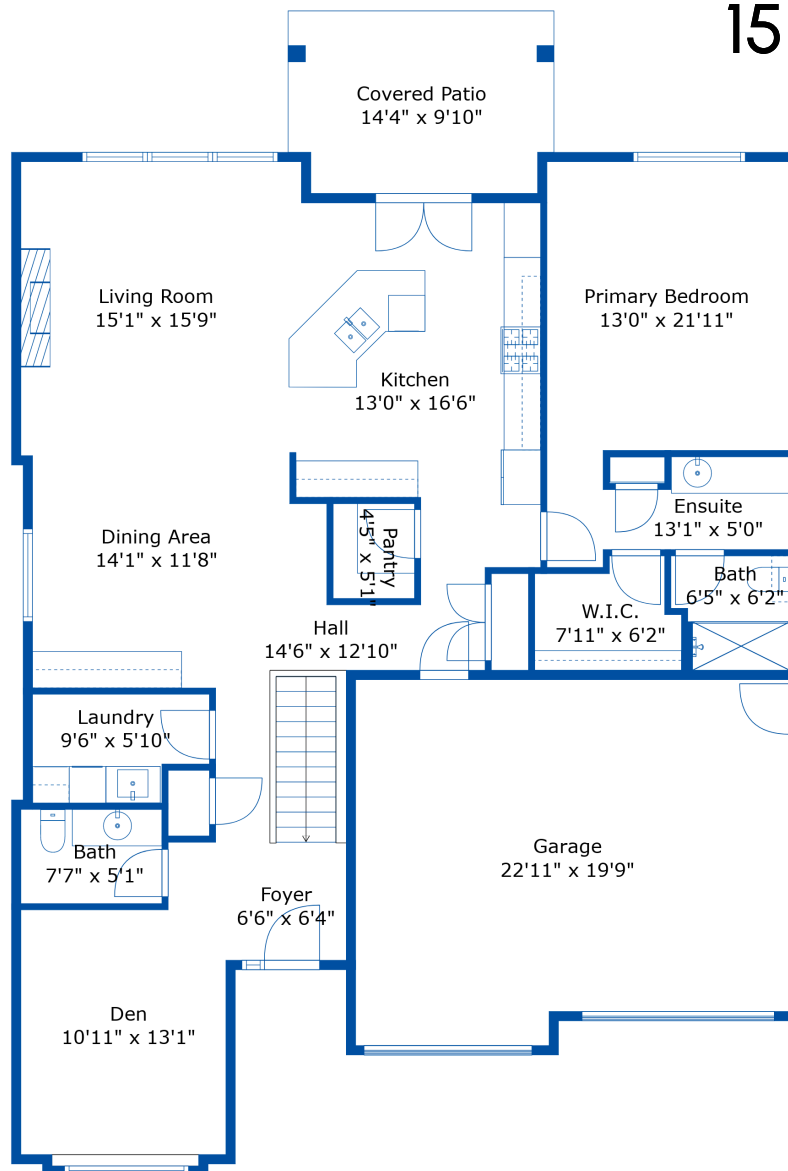 15
Covered Patio
14'4" x 9'10"
Living Room
15'1" x 15'9"
Primary Bedroom
13'0" x 21'11"
Kitchen
13'0" x 16'6"
Ensuite
13'1" x 5'0"
Dining Area
14'1" x 11'8"
Pantry
4'5" x 5'1"
Bath
6'5" x 6'2"
W.I.C.
7'11" x 6'2"
Hall
14'6" x 12'10"
Laundry
9'6" x 5'10"
Garage
22'11" x 19'9"
Bath
7'7" x 5'1"
Foyer
6'6" x 6'4"
Den
10'11" x 13'1"